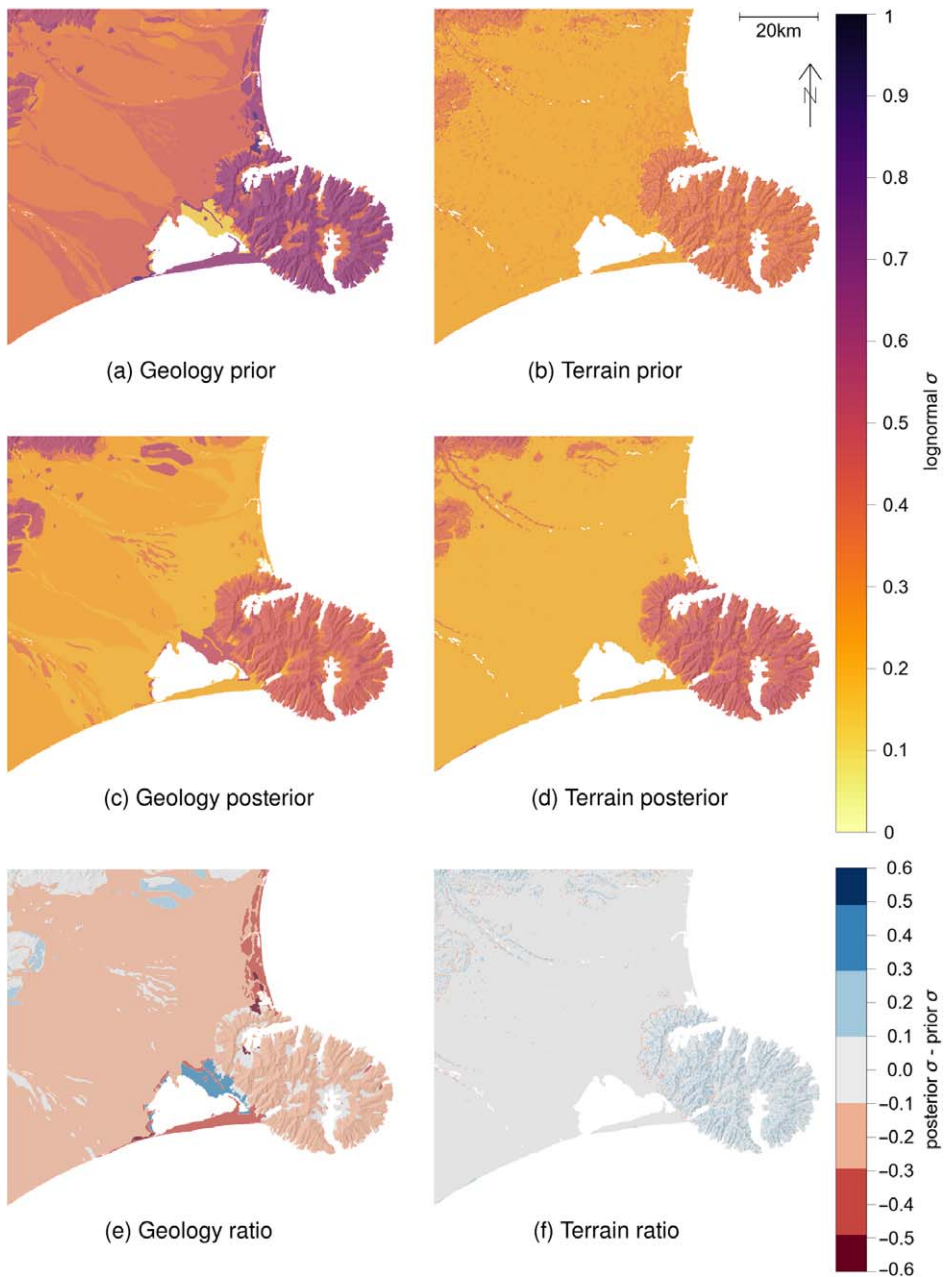 20km
N
(a) Geology prior
(b) Terrain prior
(c) Geology posterior
(d) Terrain posterior
(e) Geology ratio
(f) Terrain ratio
1
0.9
0.8
0.7
0.6
0.5
0.4
0.3
0.2
0.1
0
lognormal σ
0.6
0.5
0.4
0.3
0.2
0.1
0.0
−0.1
−0.2
−0.3
−0.4
−0.5
−0.6
posterior σ - prior σ